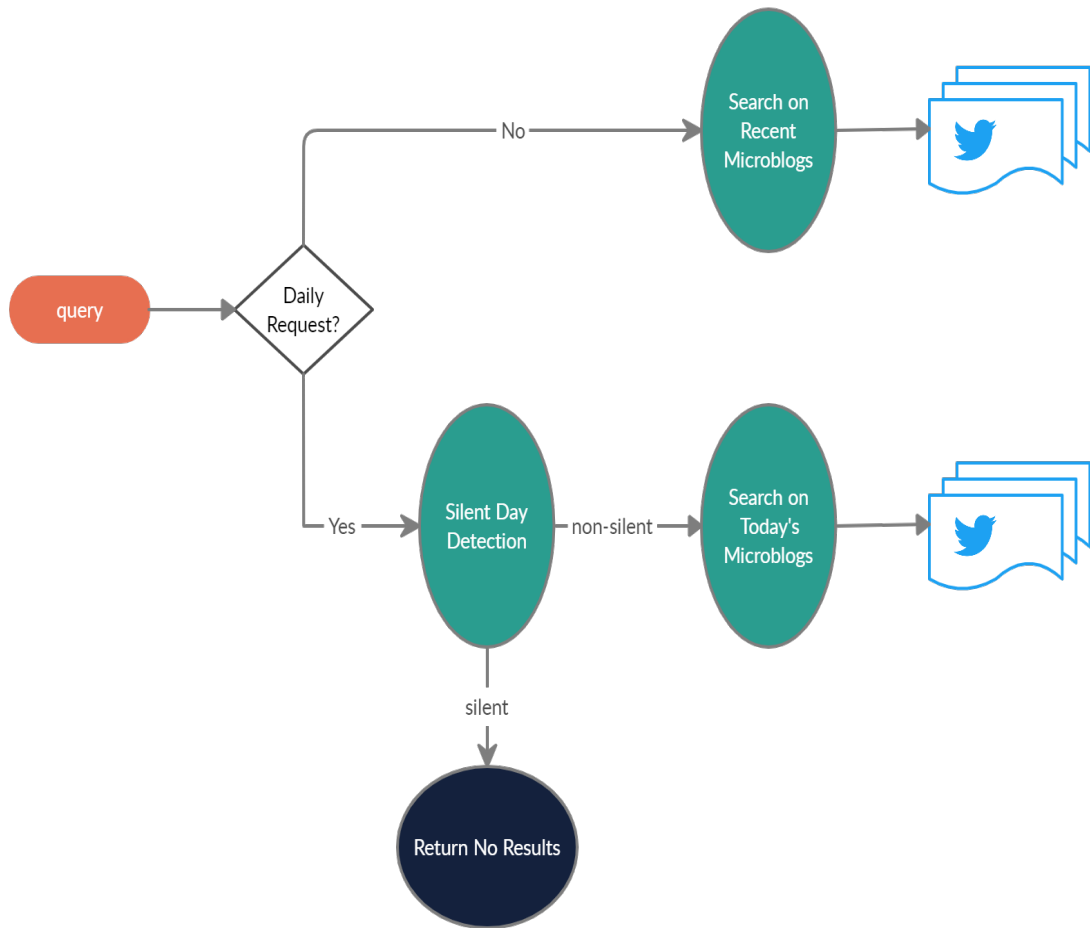 No
Search on
Recent
Microblogs
query
Daily
Request?
Yes
Silent Day
Detection
non-silent
Search on
Today's
Microblogs
silent
Return No Results